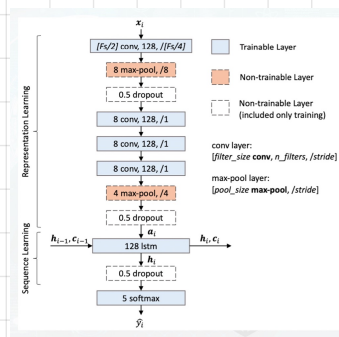 x_i
[Fs/2] conv, 128, /[Fs/4]
8 max-pool, /8
0.5 dropout
8 conv, 128, /1
8 conv, 128, /1
8 conv, 128, /1
4 max-pool, /4
0.5 dropout
a_i
h_{i−1}, c_{i−1}
128 lstm
h_i, c_i
h_i
0.5 dropout
5 softmax
ŷ_i
Representation Learning
Sequence Learning
Trainable Layer
Non-trainable Layer
Non-trainable Layer
(included only training)
conv layer:
[filter_size conv, n_filters, /stride]
max-pool layer:
[pool_size max-pool, /stride]